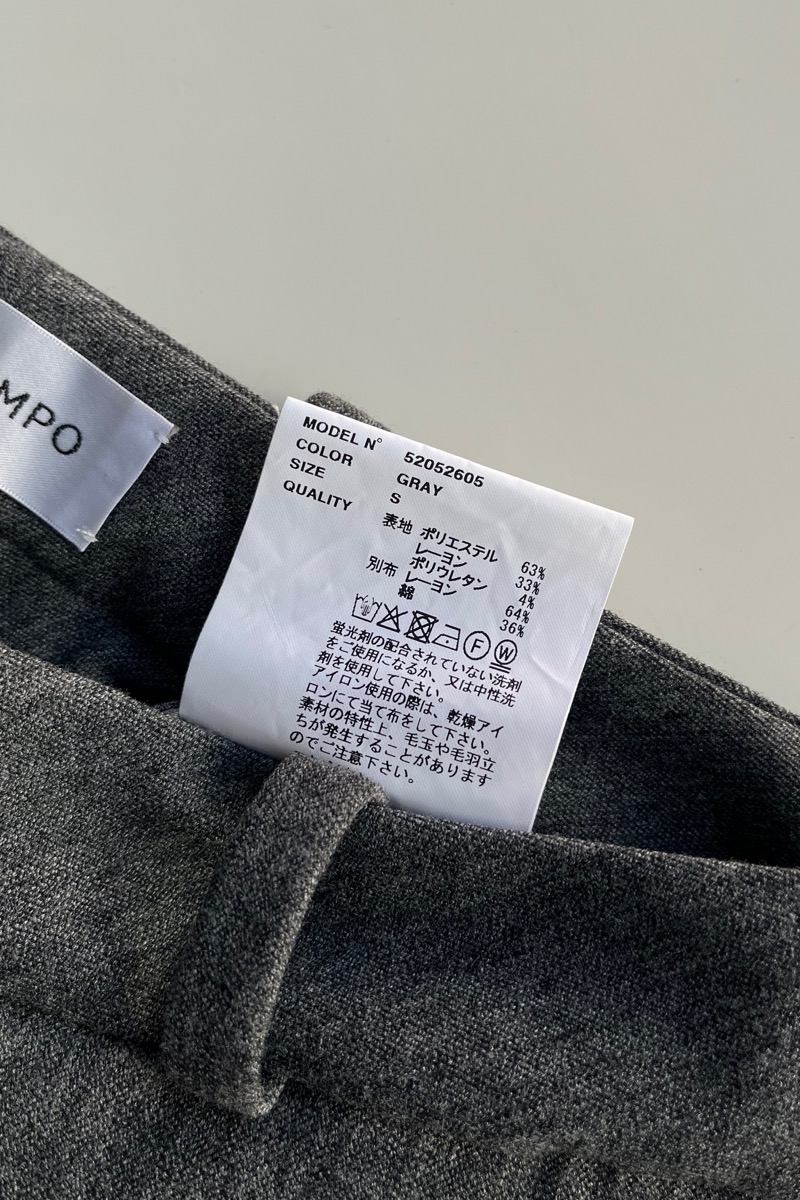 MPO
MODEL N° 52052605
COLOR GRAY
SIZE S
QUALITY
表地 ポリエステル 63%
レーヨン 33%
ポリウレタン 4%
別布 レーヨン 64%
綿 36%
F W
蛍光剤の配合されていない洗剤
をご使用になるか、又は中性洗
剤を使用して下さい。
アイロン使用の際は、乾燥アイ
ロンにて当て布をして下さい。
素材の特性上、毛玉や毛羽立
ちが発生することがあります
のでご注意下さい。